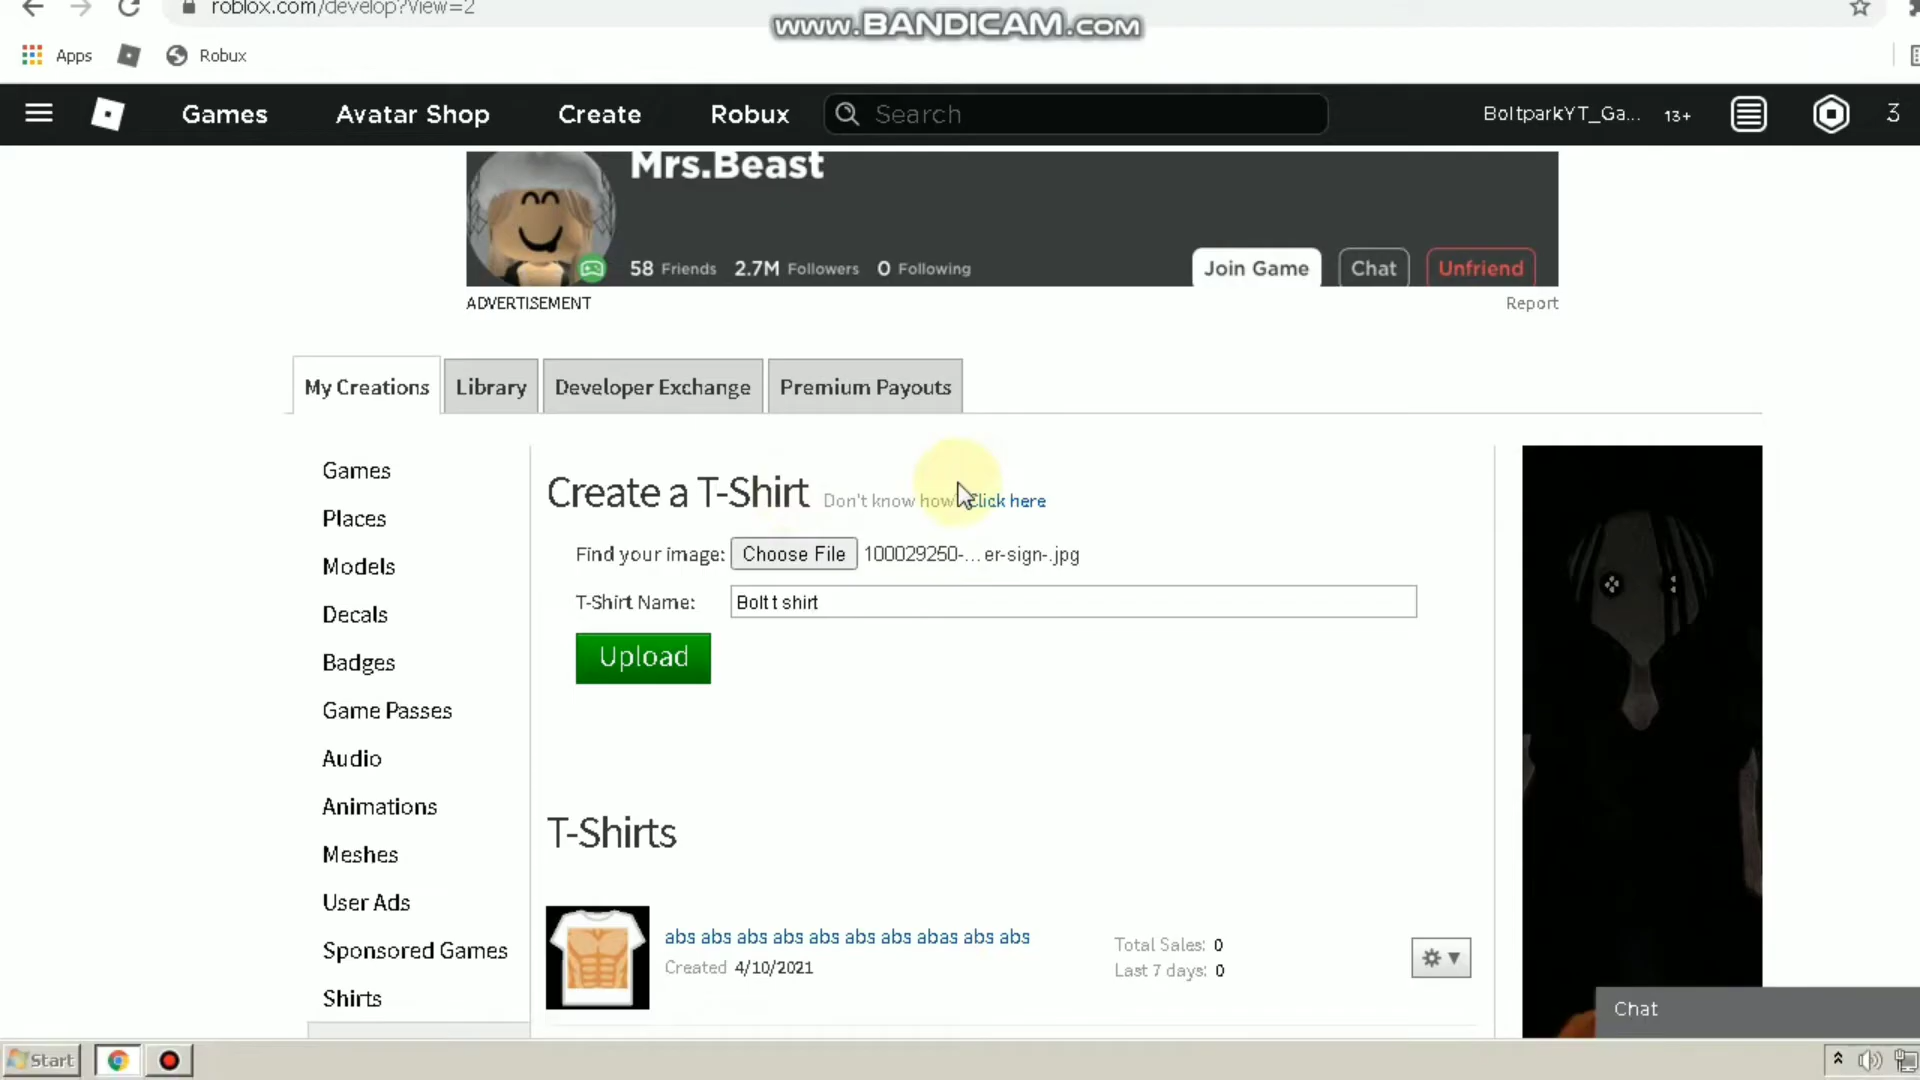 roblox.com/develop?View=2
www.BANDICAM.com
Apps
Robux
Games
Avatar Shop
Create
Robux
Search
BoltparkYT_Ga...
13+
3
Mrs.Beast
58 Friends 2.7M Followers 0 Following
Join Game
Chat
Unfriend
ADVERTISEMENT
Report
My Creations
Library
Developer Exchange
Premium Payouts
Games
Places
Models
Decals
Badges
Game Passes
Audio
Animations
Meshes
User Ads
Sponsored Games
Shirts
Create a T-Shirt
Don't know how
Click here
Find your image: Choose File 100029250-...er-sign-.jpg
T-Shirt Name: Bolt t shirt
Upload
T-Shirts
abs abs abs abs abs abs abs abas abs abs
Created 4/10/2021
Total Sales: 0
Last 7 days: 0
Chat
Start